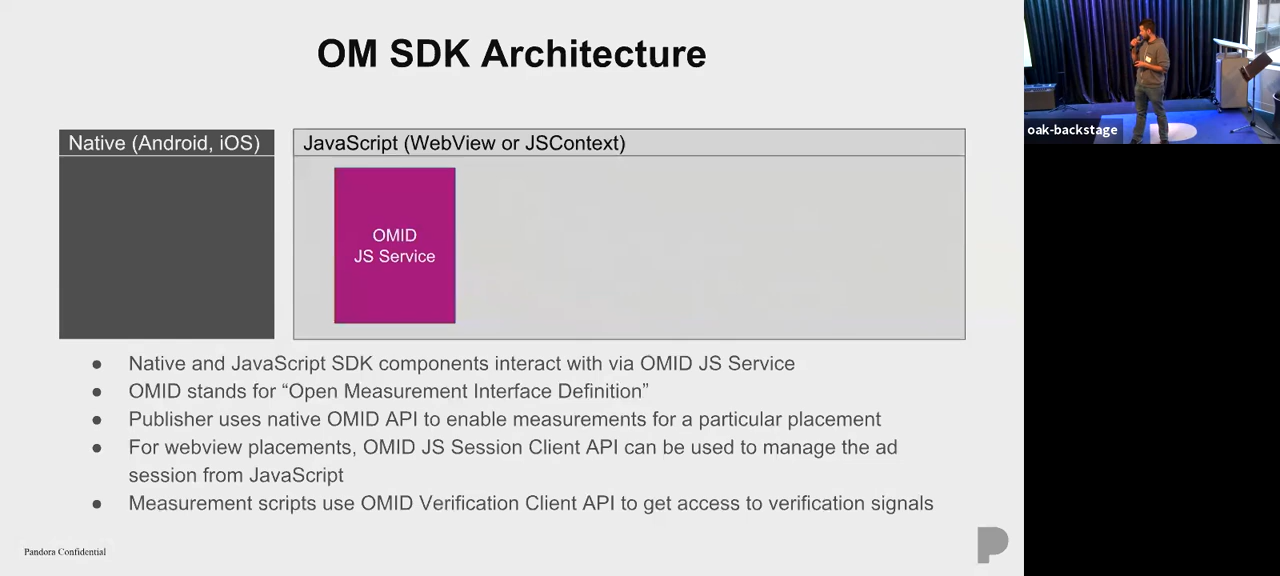 OM SDK Architecture
Native (Android, iOS)
JavaScript (WebView or JSContext)
OMID
JS Service
● Native and JavaScript SDK components interact with via OMID JS Service
● OMID stands for “Open Measurement Interface Definition”
● Publisher uses native OMID API to enable measurements for a particular placement
● For webview placements, OMID JS Session Client API can be used to manage the ad
session from JavaScript
● Measurement scripts use OMID Verification Client API to get access to verification signals
Pandora Confidential
oak-backstage